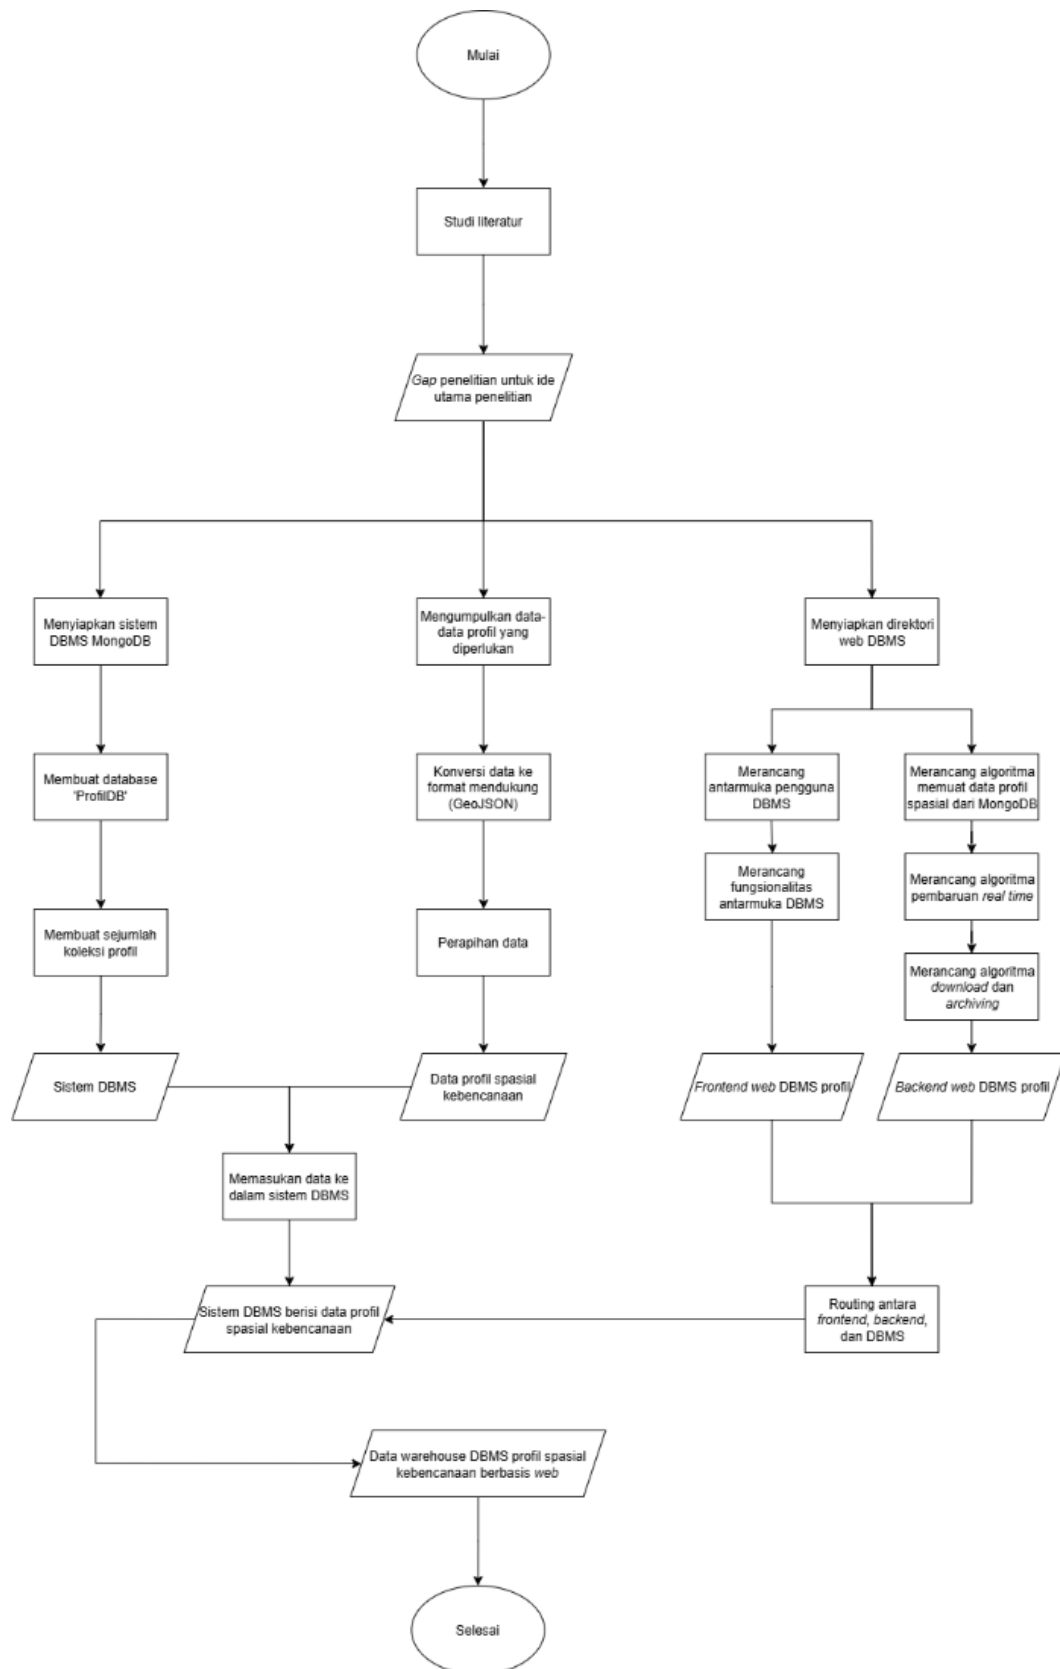 Mulai
Studi literatur
Gap penelitian untuk ide
utama penelitian
Menyiapkan sistem
DBMS MongoDB
Mengumpulkan data-
data profil yang
diperlukan
Menyiapkan direktori
web DBMS
Membuat database
'ProfilDB'
Konversi data ke
format mendukung
(GeoJSON)
Merancang
antarmuka pengguna
DBMS
Merancang algoritma
memuat data profil
spasial dari MongoDB
Merancang
fungsionalitas
antarmuka DBMS
Merancang algoritma
pembaruan real time
Membuat sejumlah
koleksi profil
Perapihan data
Merancang algoritma
download dan
archiving
Sistem DBMS
Data profil spasial
kebencanaan
Frontend web DBMS profil
Backend web DBMS profil
Memasukan data ke
dalam sistem DBMS
Sistem DBMS berisi data profil
spasial kebencanaan
Routing antara
frontend, backend,
dan DBMS
Data warehouse DBMS profil spasial
kebencanaan berbasis web
Selesai